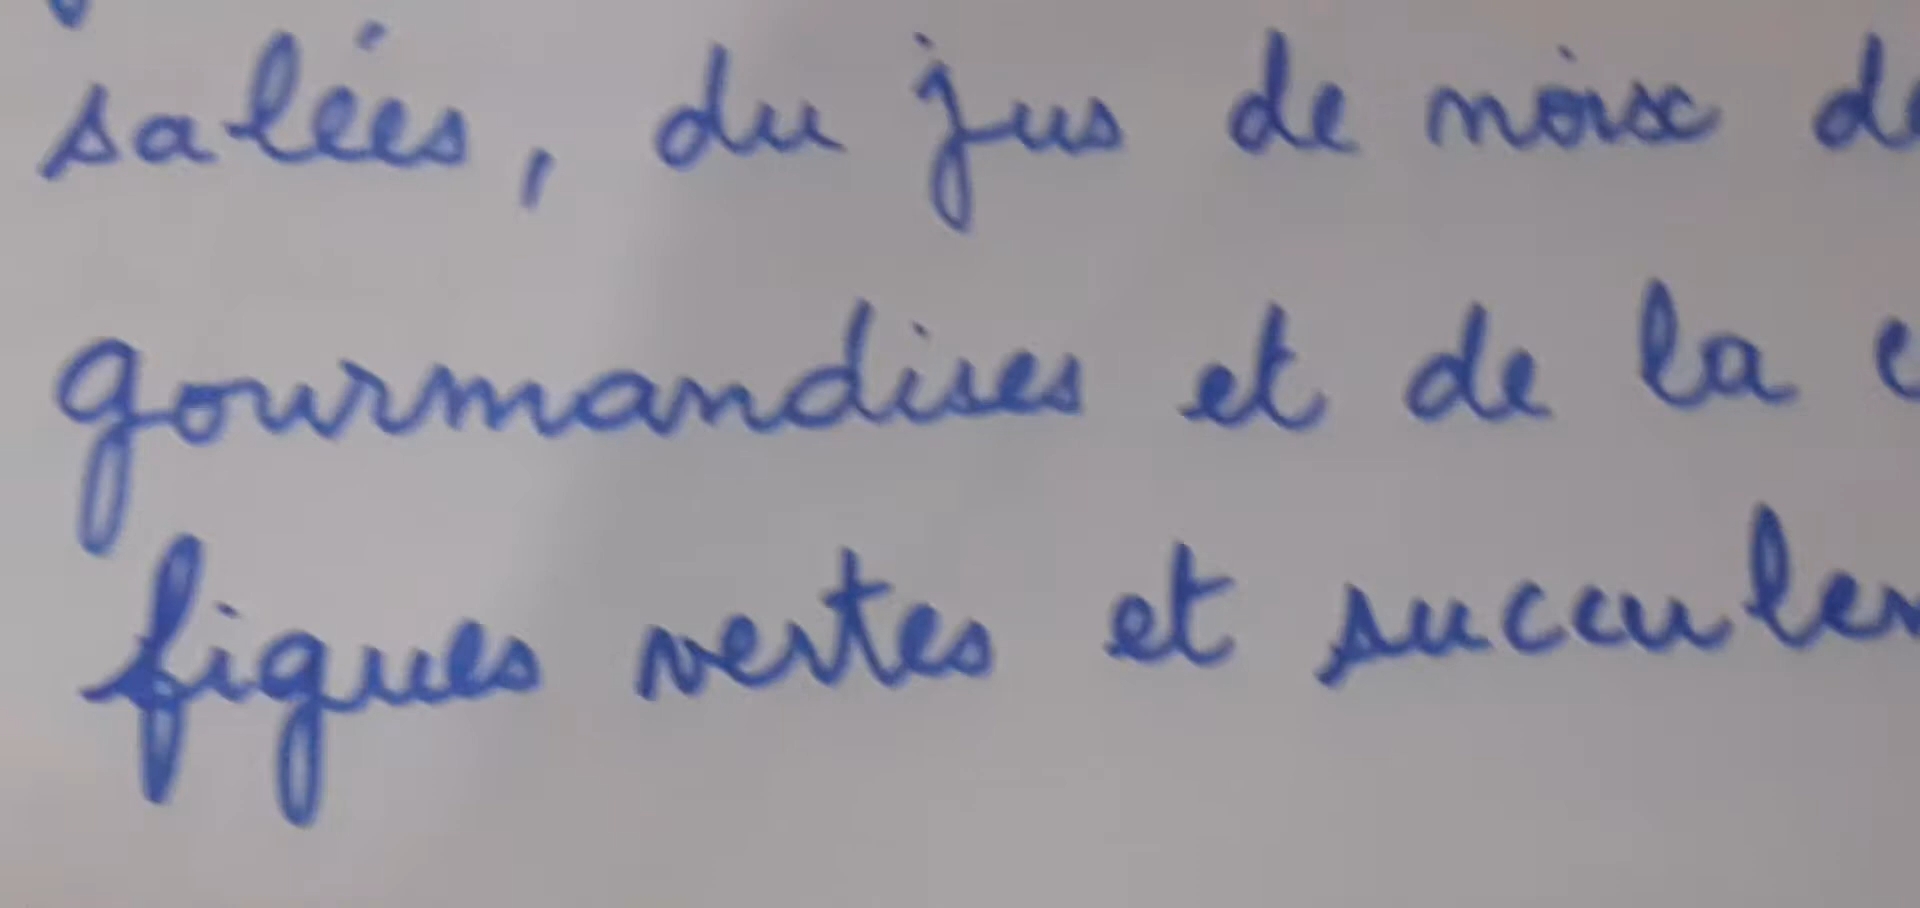 salées, du jus de noix
gourmandises et de la
figues vertes et